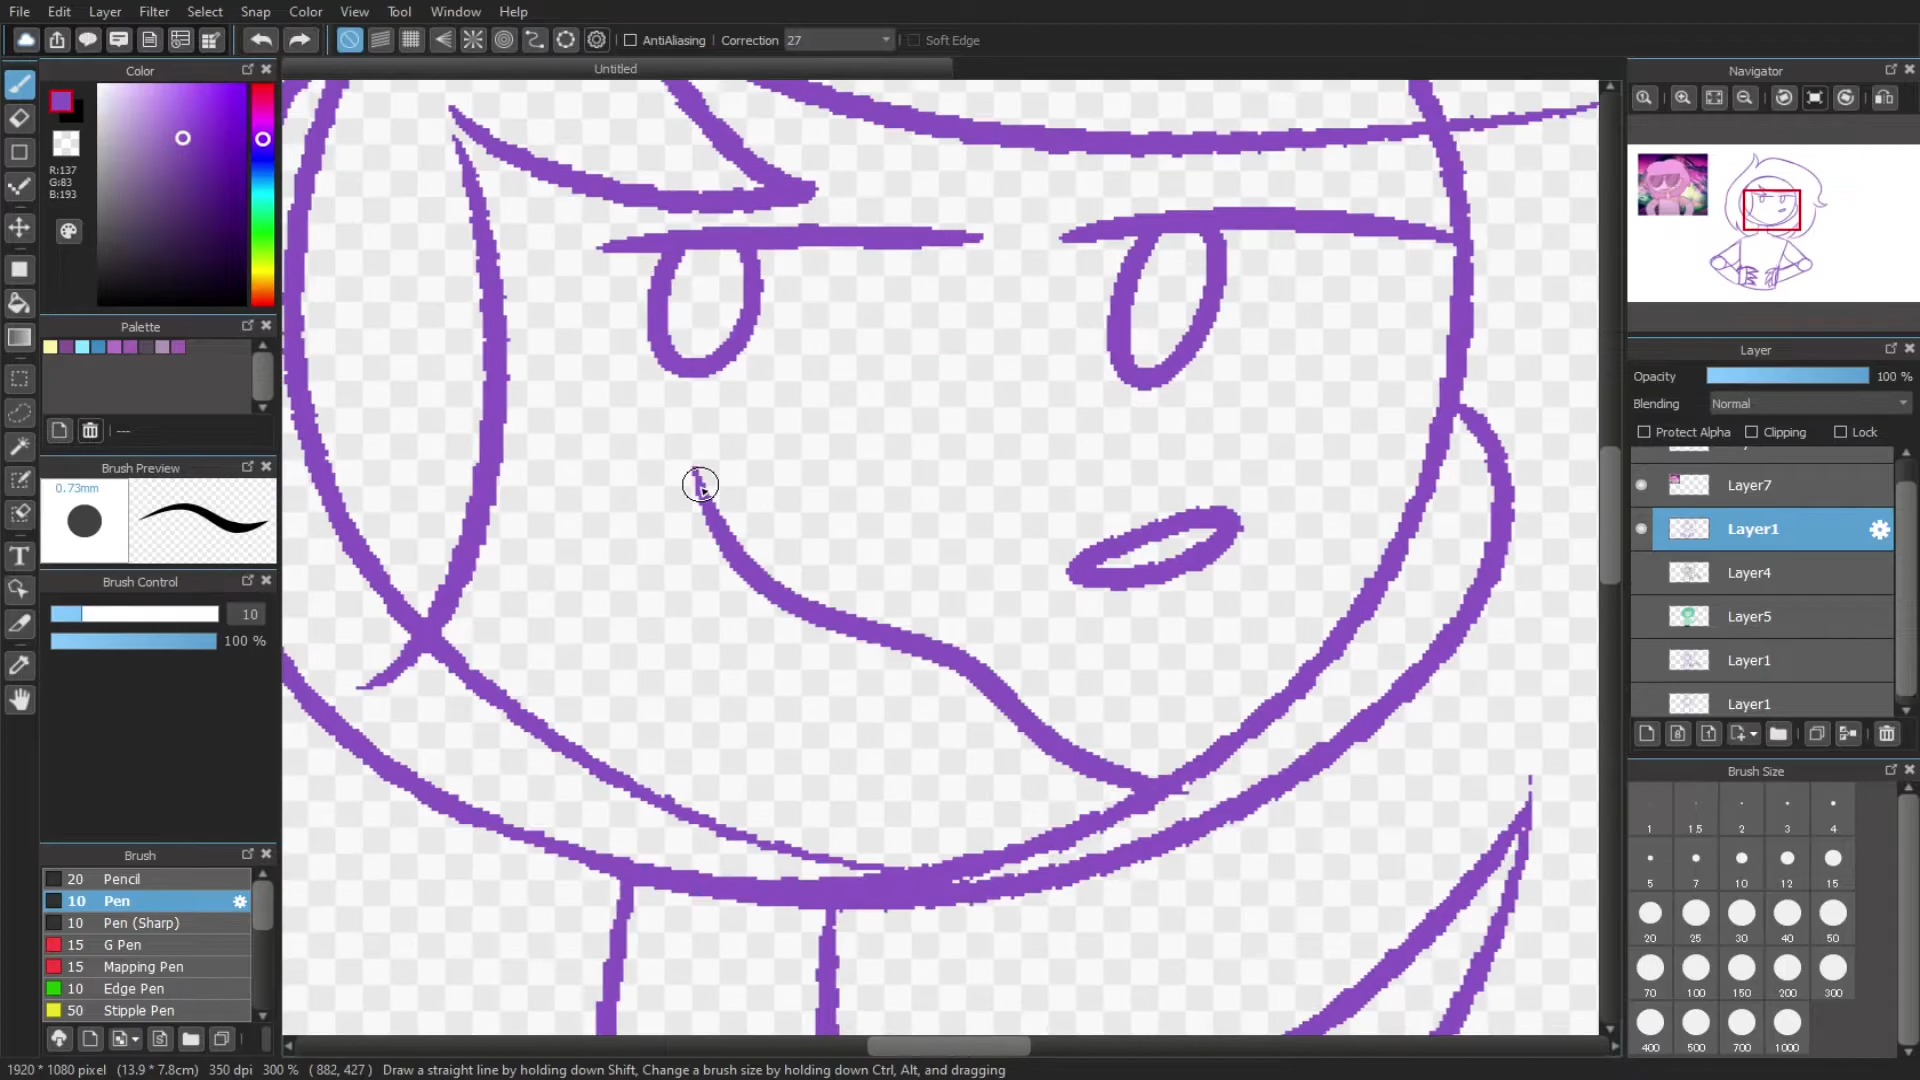 File Edit Layer Filter Select Snap Color View Tool Window Help
AntiAliasing Correction 27 Soft Edge
Color
Untitled
Navigator
R:137
G:83
B:193
Palette
---
Brush Preview
0.73mm
Brush Control
10
100 %
Brush
20 Pencil
10 Pen
10 Pen (Sharp)
15 G Pen
15 Mapping Pen
10 Edge Pen
50 Stipple Pen
Layer
Opacity 100 %
Blending Normal
Protect Alpha Clipping Lock
Layer7
Layer1
Layer4
Layer5
Layer1
Layer1
Brush Size
1 1.5 2 3 4
5 7 10 12 15
20 25 30 40 50
70 100 150 200 300
400 500 700 1000
1920 * 1080 pixel (13.9 * 7.8cm) 350 dpi 300 % ( 882, 427 ) Draw a straight line by holding down Shift, Change a brush size by holding down Ctrl, Alt, and dragging